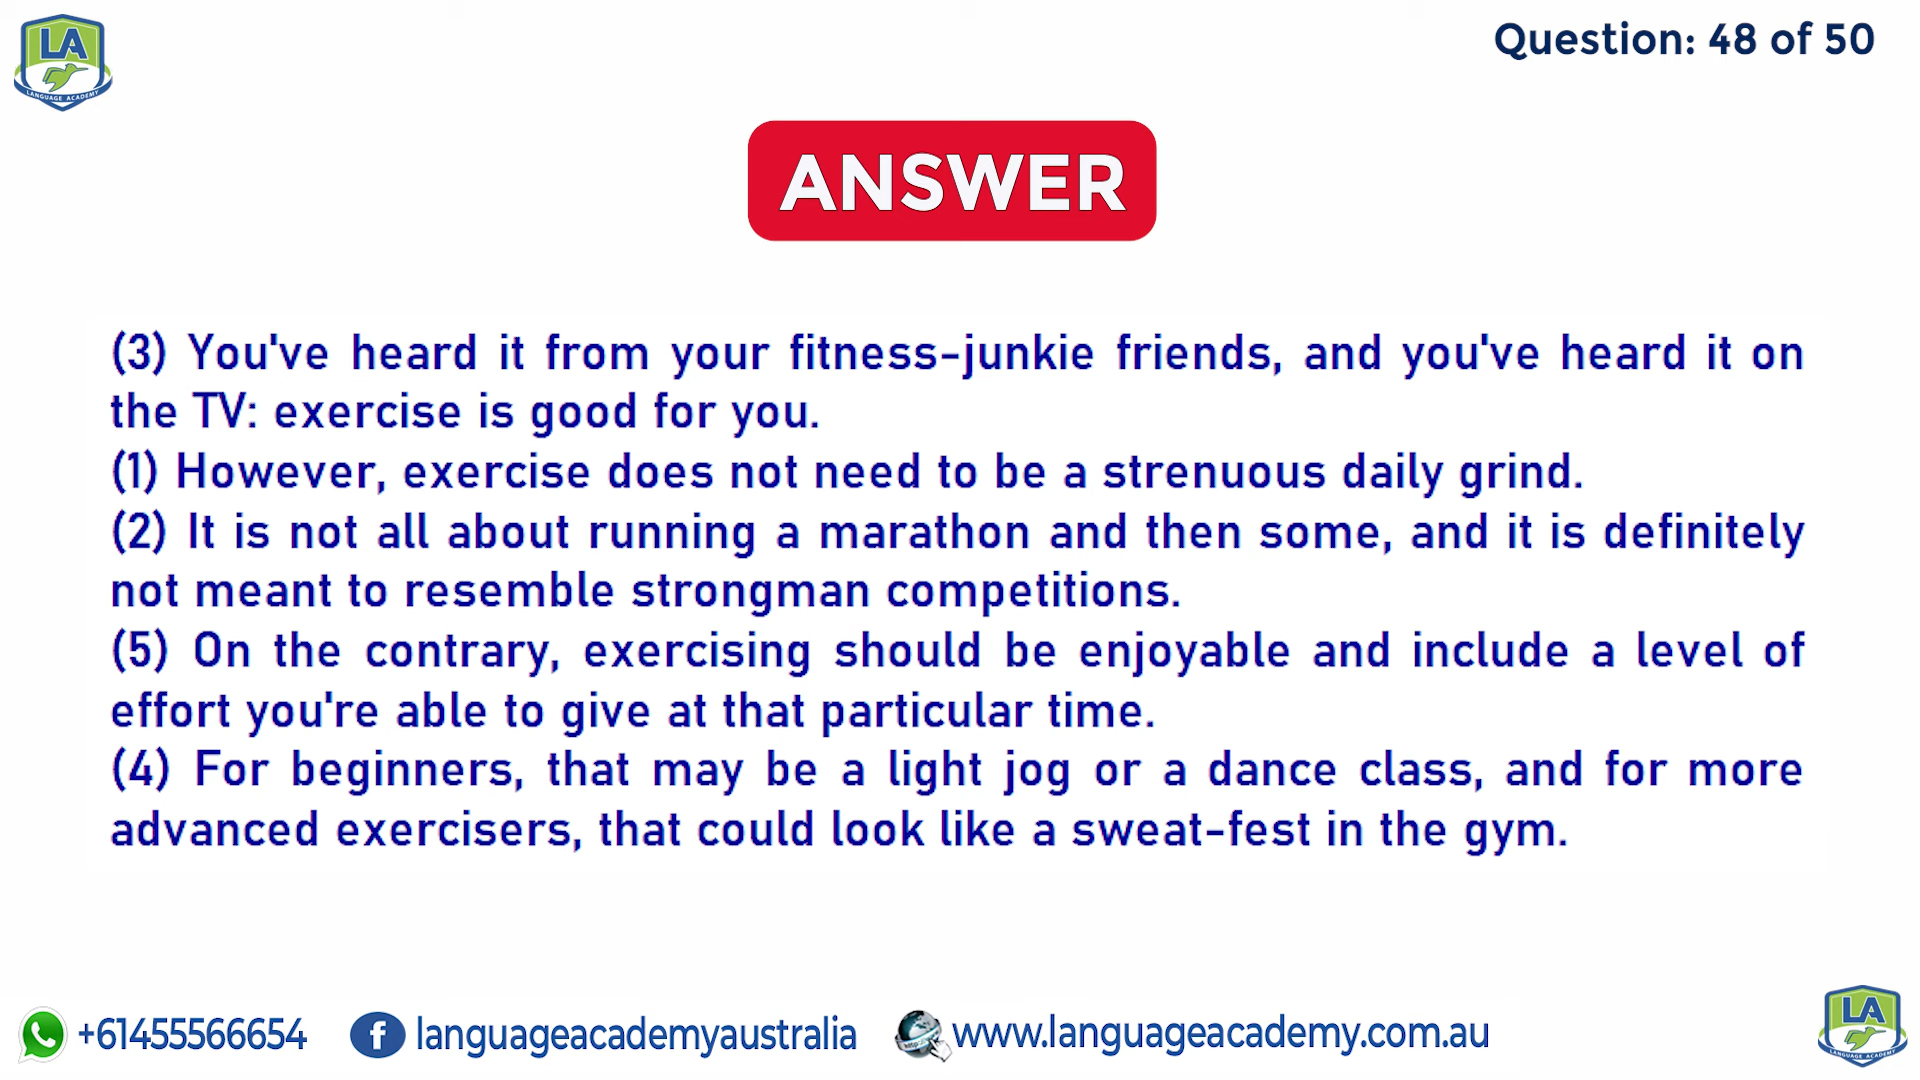 LA
LANGUAGE ACADEMY
Question: 48 of 50
ANSWER
(3) You've heard it from your fitness-junkie friends, and you've heard it on
the TV: exercise is good for you.
(1) However, exercise does not need to be a strenuous daily grind.
(2) It is not all about running a marathon and then some, and it is definitely
not meant to resemble strongman competitions.
(5) On the contrary, exercising should be enjoyable and include a level of
effort you're able to give at that particular time.
(4) For beginners, that may be a light jog or a dance class, and for more
advanced exercisers, that could look like a sweat-fest in the gym.
+61455566654
languageacademyaustralia
www.languageacademy.com.au
LA
LANGUAGE ACADEMY